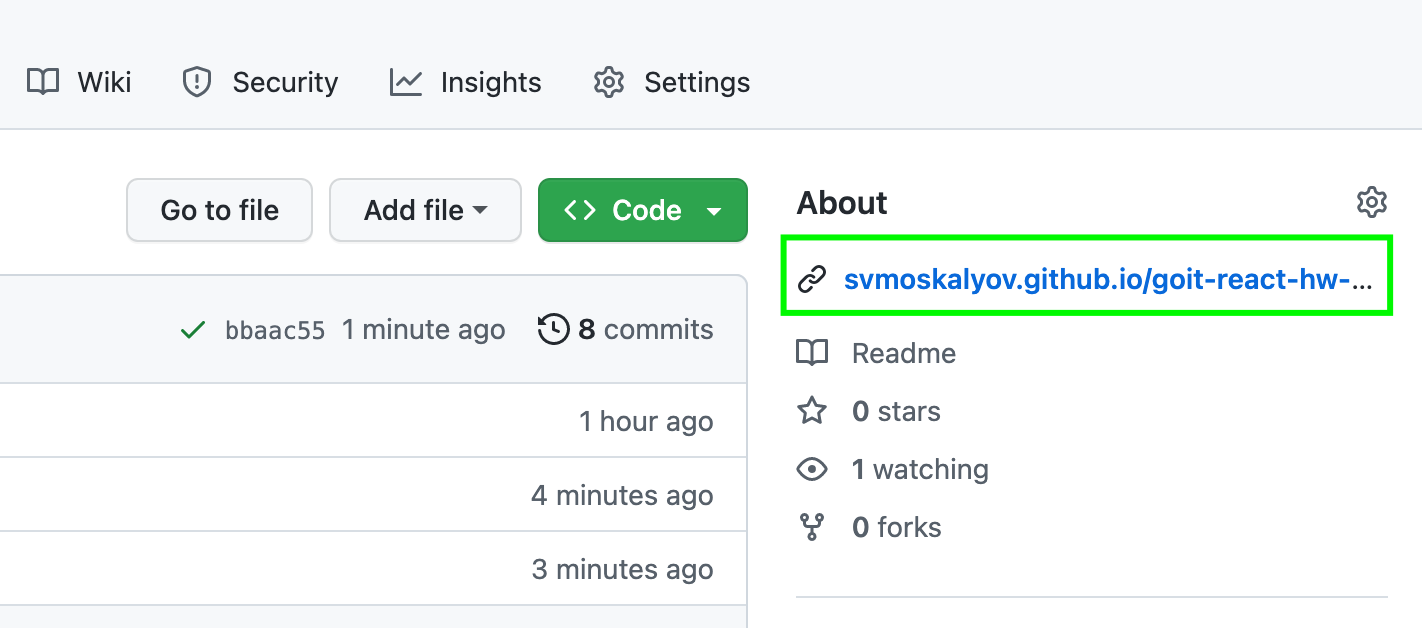 Wiki Security Insights Settings
Go to file Add file Code
About
svmoskalyov.github.io/goit-react-hw-...
bbaac55 1 minute ago 8 commits
Readme
1 hour ago
0 stars
1 watching
4 minutes ago
0 forks
3 minutes ago